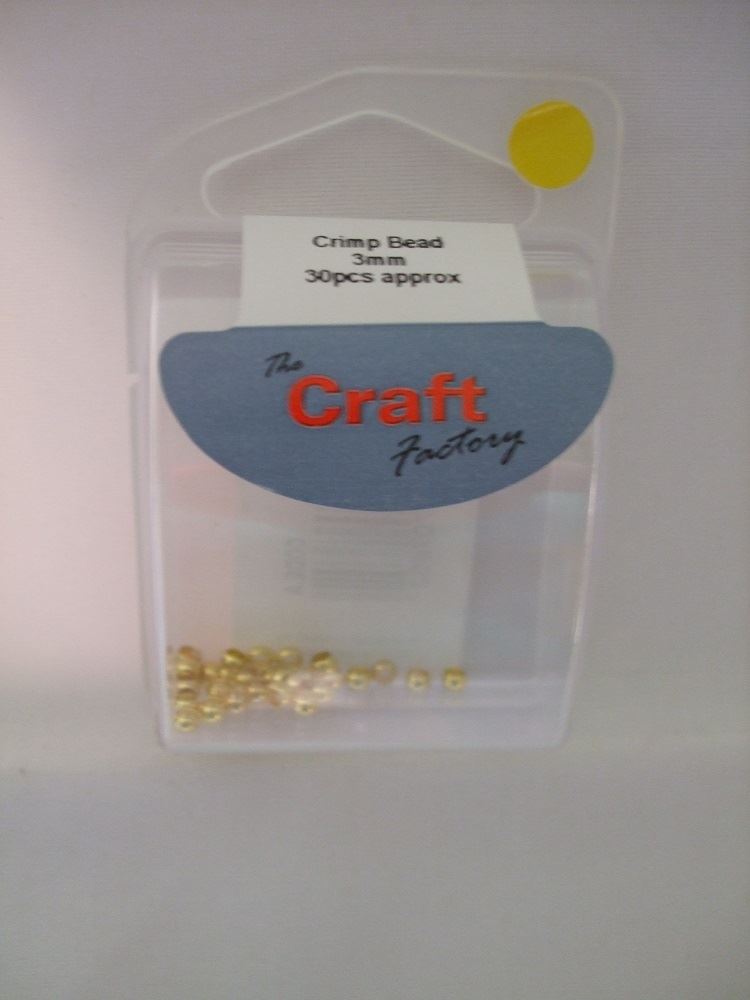 Crimp Bead
3mm
30pcs approx
The
Craft
Factory